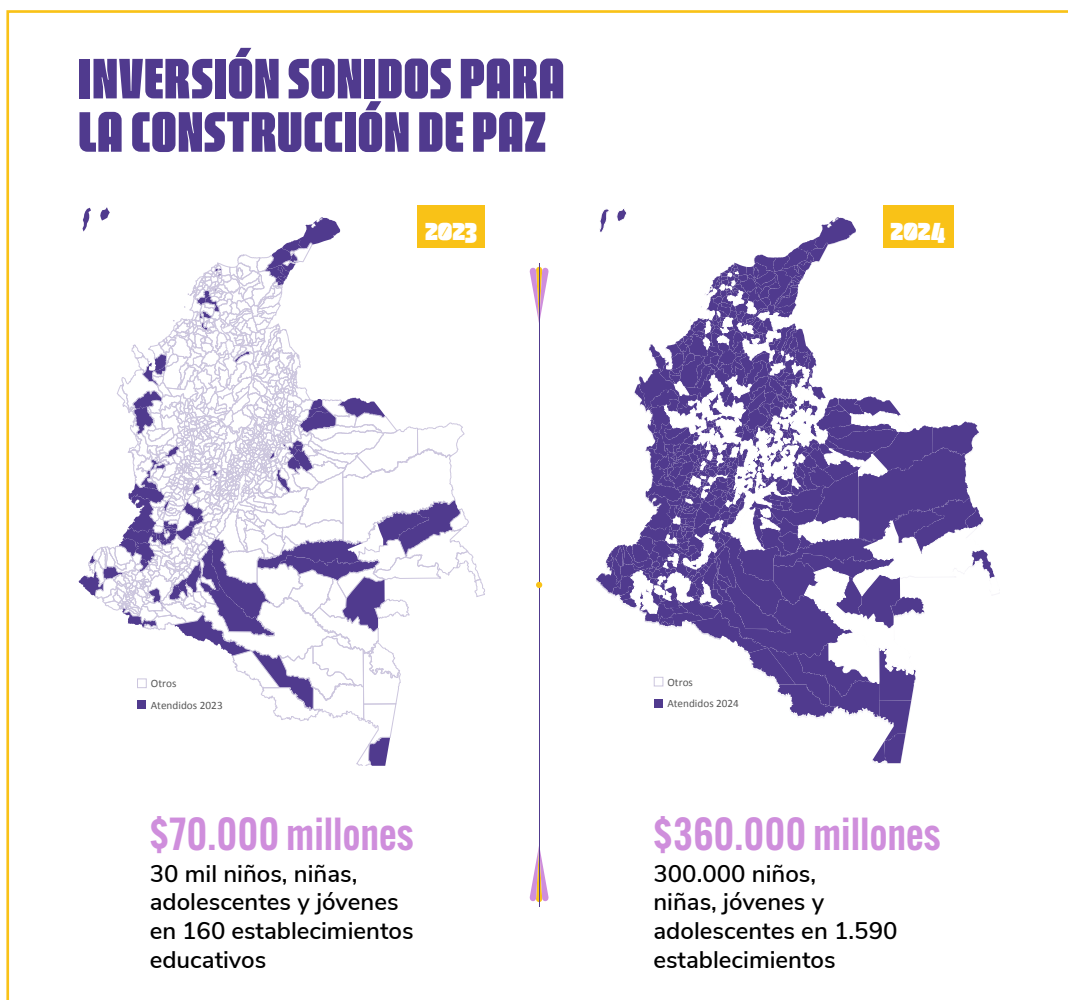 INVERSIÓN SONIDOS PARA
LA CONSTRUCCIÓN DE PAZ
2023
Otros
Atendidos 2023
$70.000 millones
30 mil niños, niñas,
adolescentes y jóvenes
en 160 establecimientos
educativos
2024
Otros
Atendidos 2024
$360.000 millones
300.000 niños,
niñas, jóvenes y
adolescentes en 1.590
establecimientos